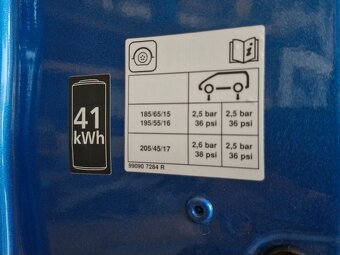 41
kWh
185/65/15 2,5 bar 2,5 bar
195/55/16 36 psi 36 psi
205/45/17 2,6 bar 2,5 bar
38 psi 36 psi
99090 7284 R